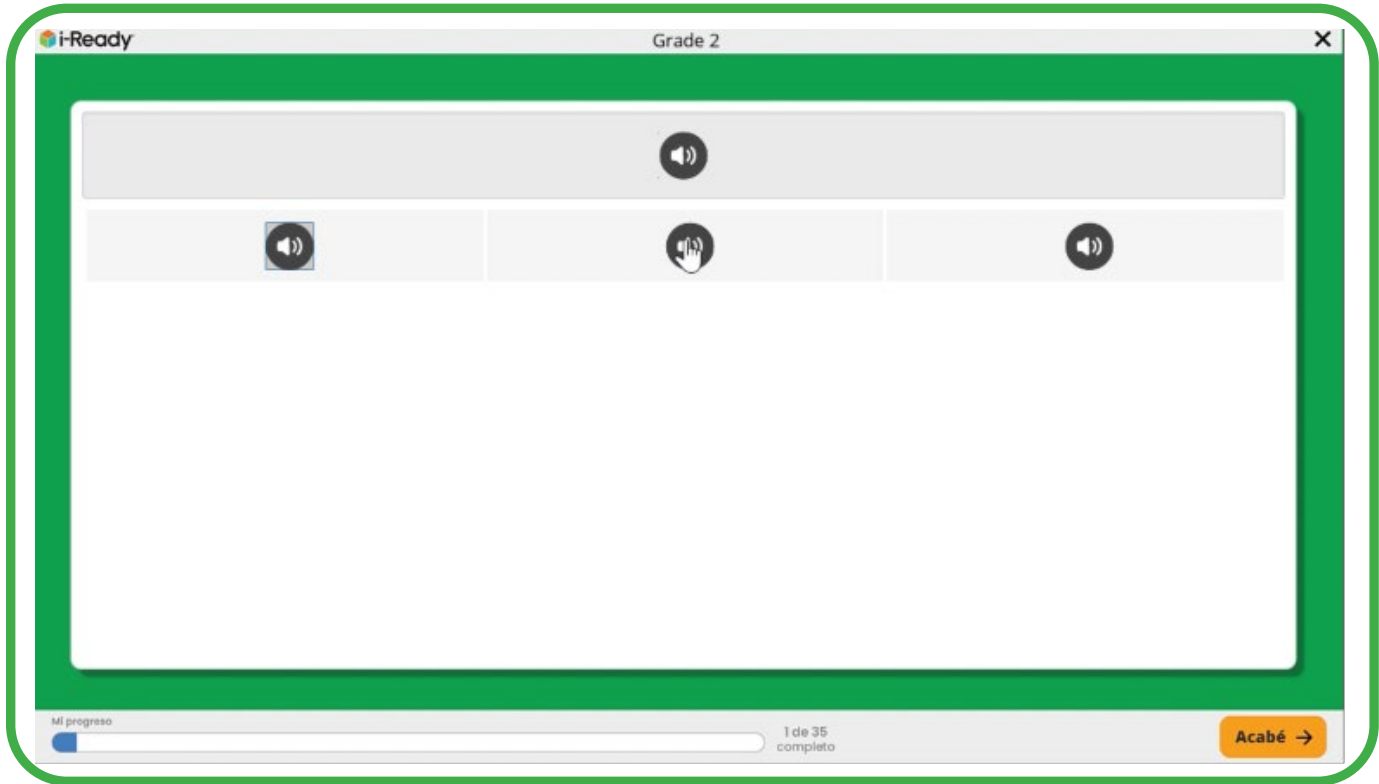 i-Ready
Grade 2
Mi progreso
1 de 35
completo
Acabé